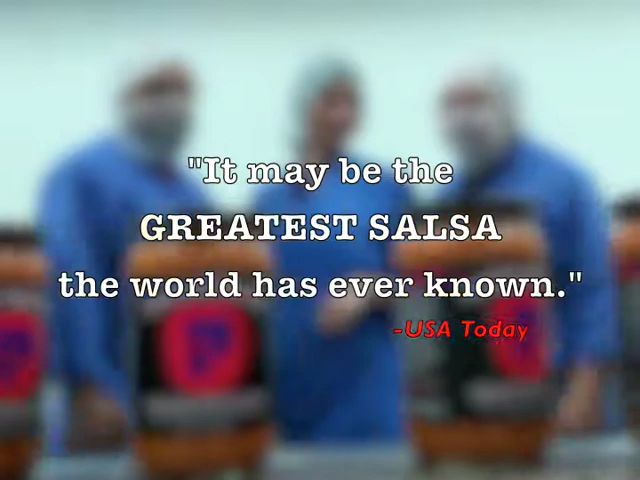 "It may be the
GREATEST SALSA
the world has ever known."
-USA Today